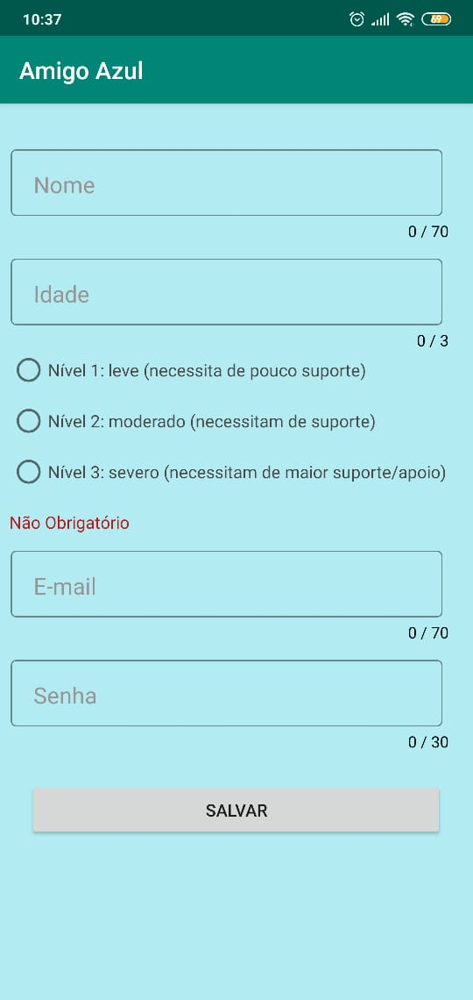 10:37
69
Amigo Azul
Nome
0 / 70
Idade
0 / 3
Nível 1: leve (necessita de pouco suporte)
Nível 2: moderado (necessitam de suporte)
Nível 3: severo (necessitam de maior suporte/apoio)
Não Obrigatório
E-mail
0 / 70
Senha
0 / 30
SALVAR